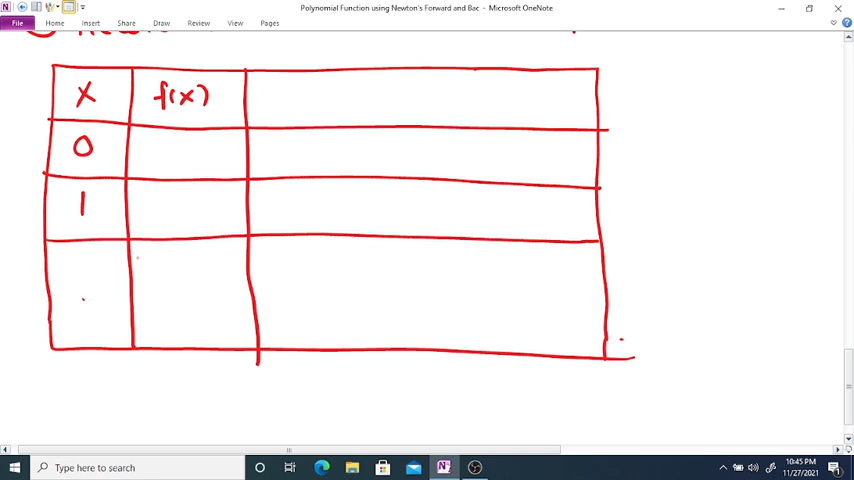 Polynomial Function using Newton's Forward and Bac - Microsoft OneNote
File Home Insert Share Draw Review View Pages
X f(x)
0
1
Type here to search
10:45 PM
11/27/2021